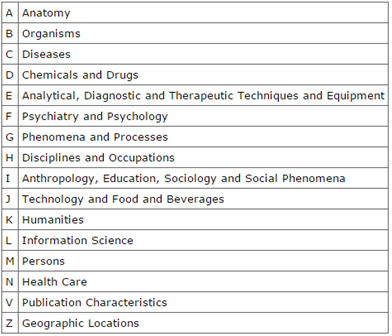 A Anatomy
B Organisms
C Diseases
D Chemicals and Drugs
E Analytical, Diagnostic and Therapeutic Techniques and Equipment
F Psychiatry and Psychology
G Phenomena and Processes
H Disciplines and Occupations
I Anthropology, Education, Sociology and Social Phenomena
J Technology and Food and Beverages
K Humanities
L Information Science
M Persons
N Health Care
V Publication Characteristics
Z Geographic Locations